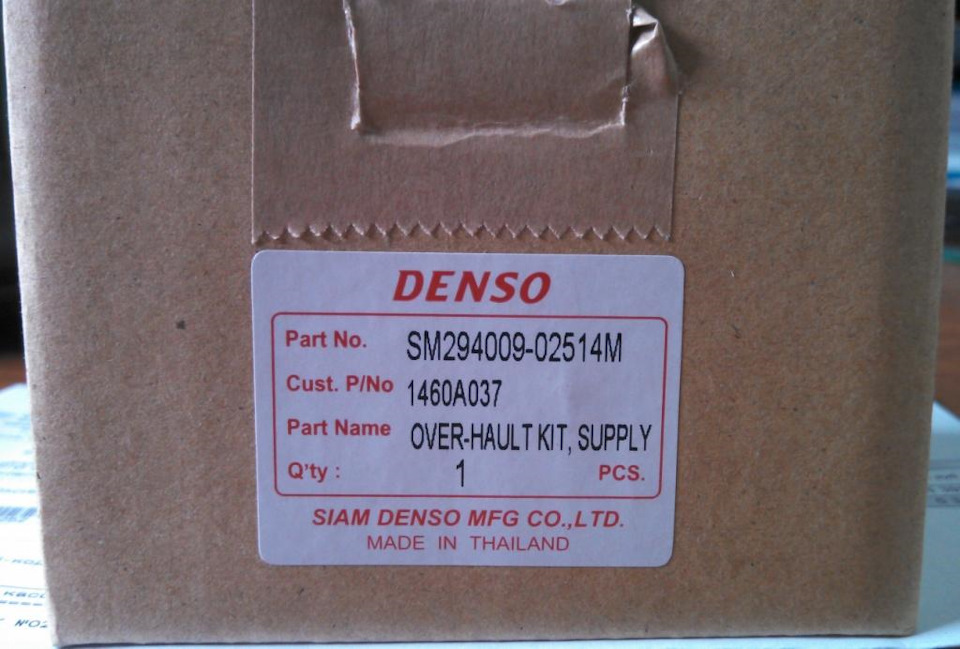 DENSO
Part No. SM294009-02514M
Cust. P/No 1460A037
Part Name OVER-HAULT KIT, SUPPLY
Q'ty : 1 PCS.
SIAM DENSO MFG CO.,LTD.
MADE IN THAILAND